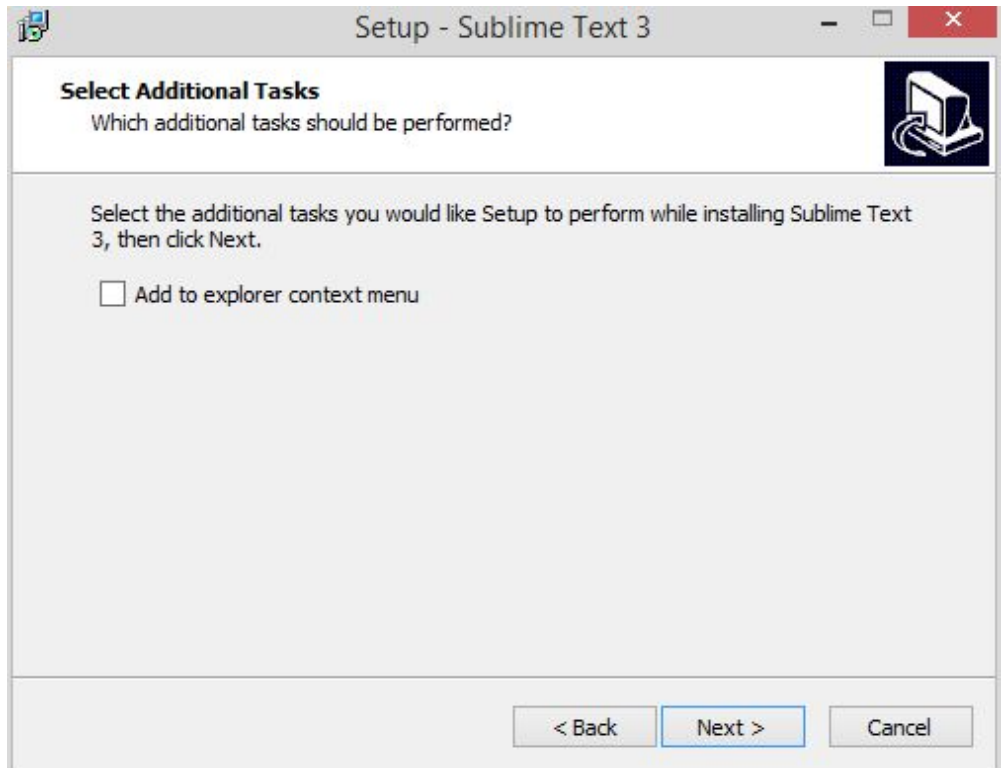 Setup - Sublime Text 3
Select Additional Tasks
Which additional tasks should be performed?
Select the additional tasks you would like Setup to perform while installing Sublime Text
3, then click Next.
Add to explorer context menu
< Back Next > Cancel